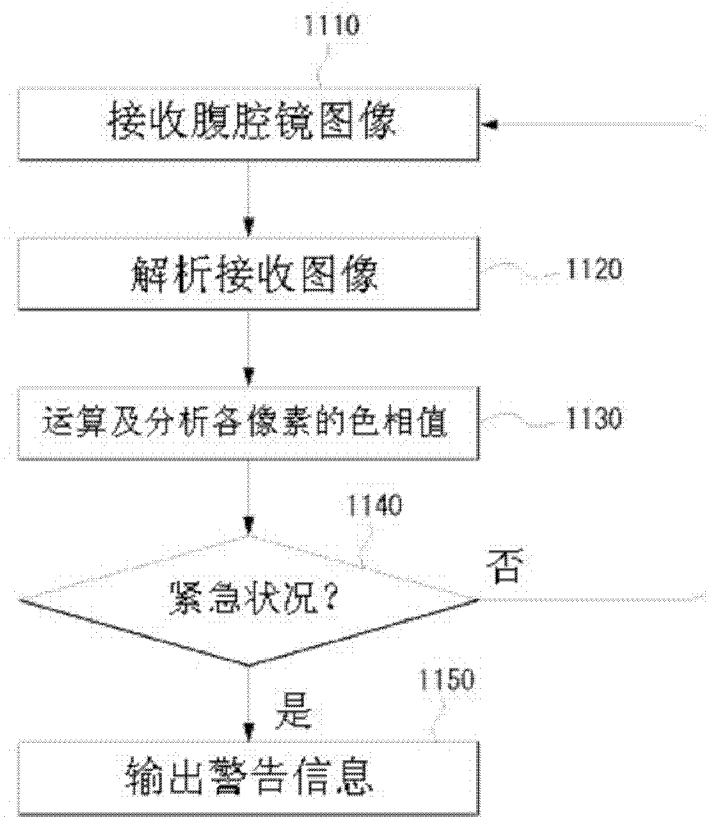 1110
接收腹腔镜图像
解析接收图像
1120
运算及分析各像素的色相值
1130
1140
紧急状况?
否
是
1150
输出警告信息